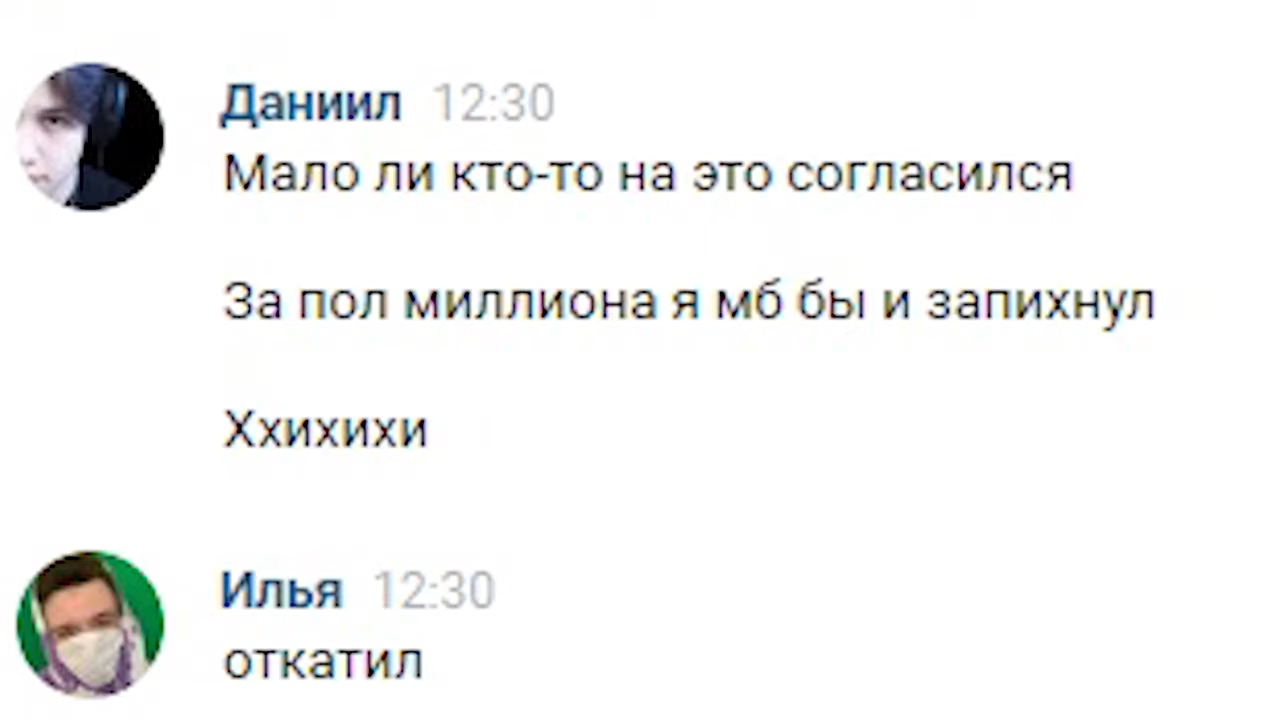 Даниил 12:30
Мало ли кто-то на это согласился
За пол миллиона я мб бы и запихнул
Ххихихи
Илья 12:30
откатил